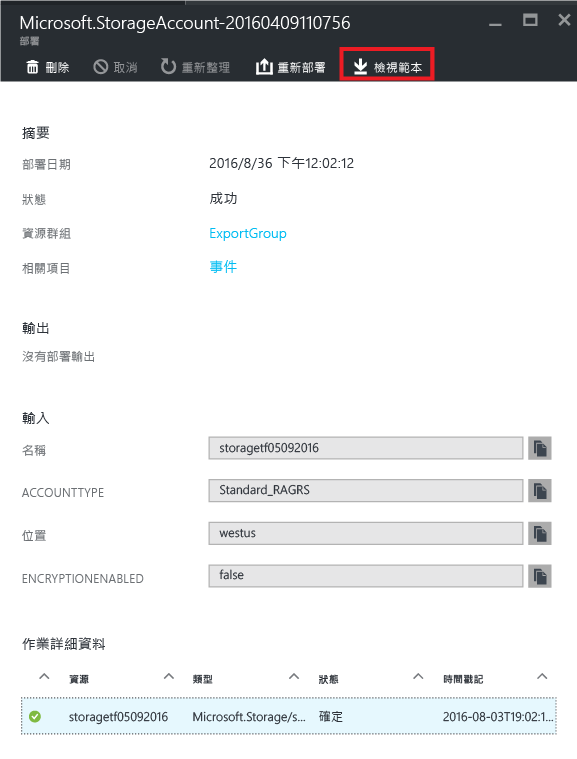 Microsoft.StorageAccount-20160409110756
部署
刪除 取消 重新整理 重新部署 檢視範本
摘要
部署日期 2016/8/36 下午12:02:12
狀態 成功
資源群組 ExportGroup
相關項目 事件
輸出
沒有部署輸出
輸入
名稱 storagetf05092016
ACCOUNTTYPE Standard_RAGRS
位置 westus
ENCRYPTIONENABLED false
作業詳細資料
資源 類型 狀態 時間戳記
storagetf05092016 Microsoft.Storage/s... 確定 2016-08-03T19:02:1...